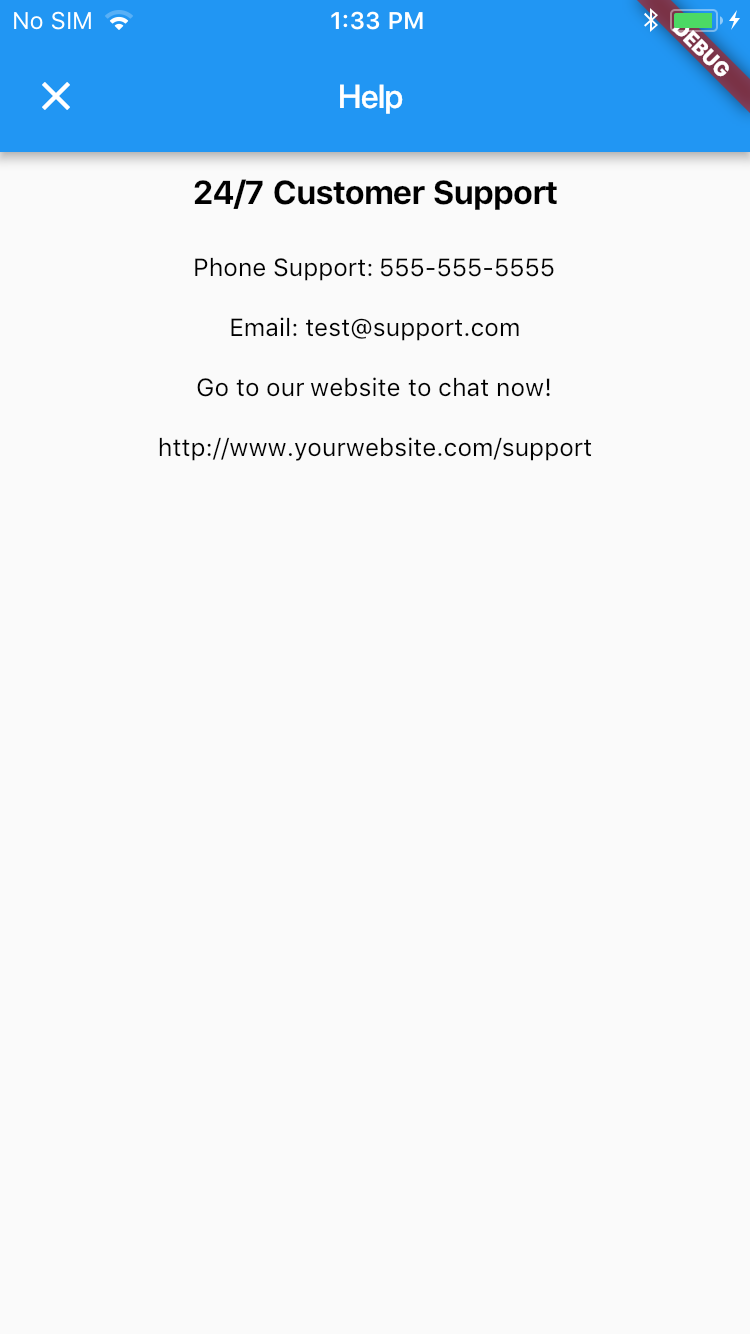 No SIM 1:33 PM
DEBUG
Help
24/7 Customer Support
Phone Support: 555-555-5555
Email: test@support.com
Go to our website to chat now!
http://www.yourwebsite.com/support